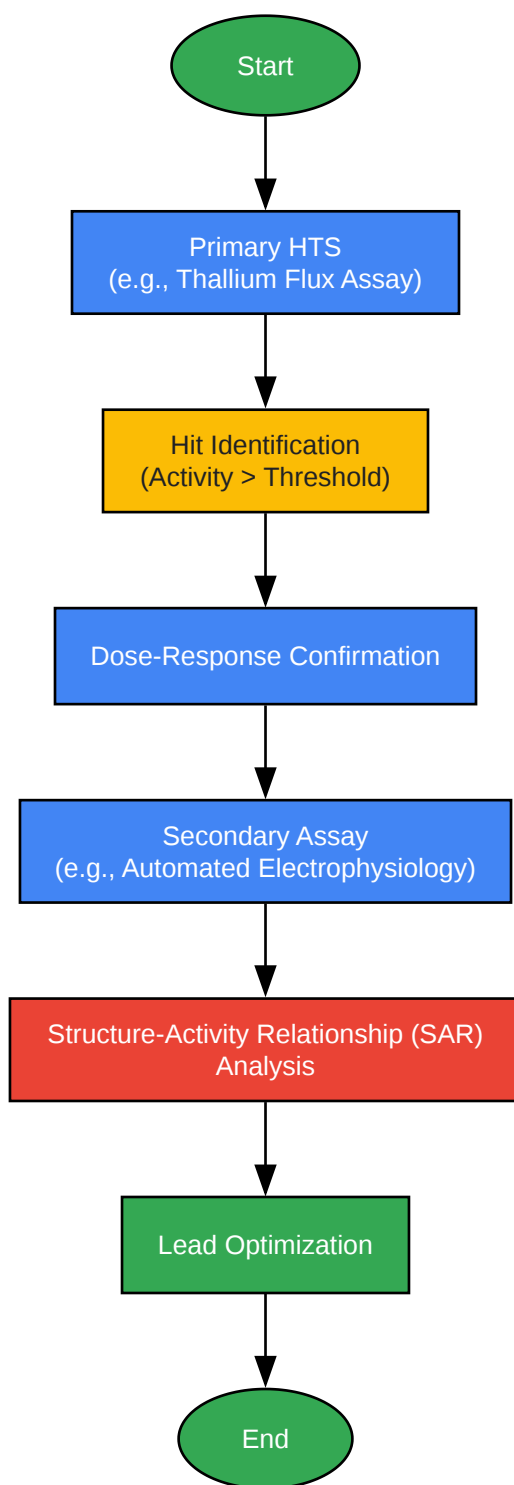 Start
Primary HTS
(e.g., Thallium Flux Assay)
Hit Identification
(Activity > Threshold)
Dose-Response Confirmation
Secondary Assay
(e.g., Automated Electrophysiology)
Structure-Activity Relationship (SAR)
Analysis
Lead Optimization
End